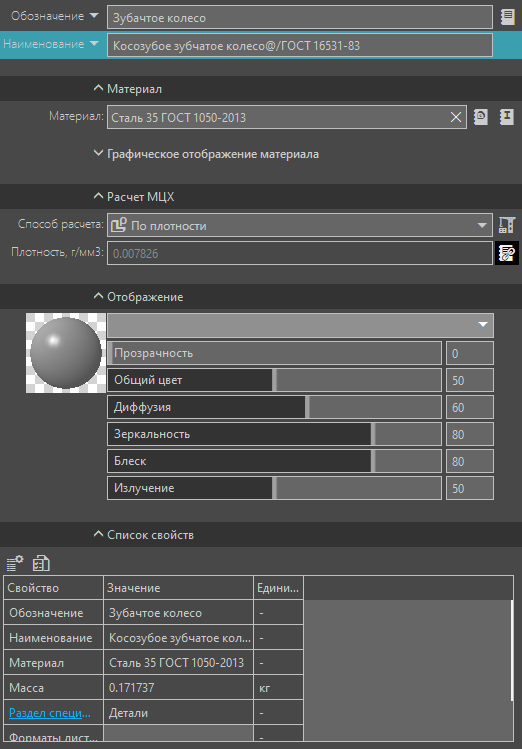 Обозначение Зубачтое колесо
Наименование Косозубое зубчатое колесо@/ГОСТ 16531-83
Материал
Материал: Сталь 35 ГОСТ 1050-2013
Графическое отображение материала
Расчет МЦХ
Способ расчета: По плотности
Плотность, г/мм3: 0.007826
Отображение
Прозрачность 0
Общий цвет 50
Диффузия 60
Зеркальность 80
Блеск 80
Излучение 50
Список свойств
Свойство Значение Едини...
Обозначение Зубачтое колесо -
Наименование Косозубое зубчатое кол... -
Материал Сталь 35 ГОСТ 1050-2013 -
Масса 0.171737 кг
Раздел специ... Детали -
Форматы лист... -